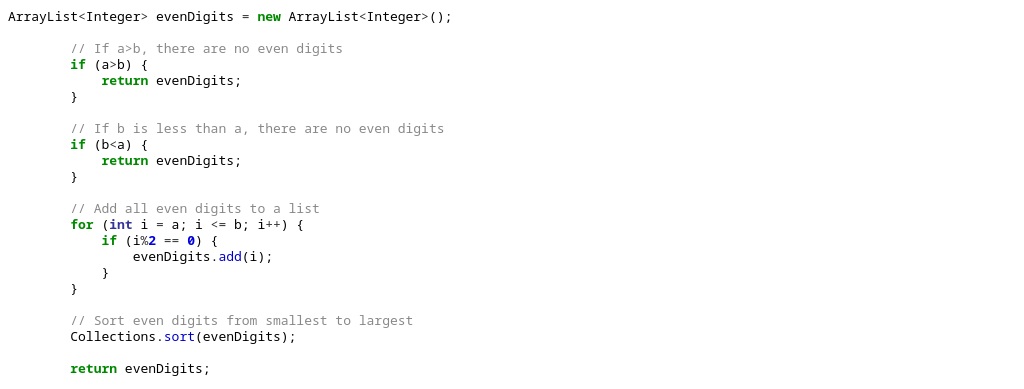 ArrayList<Integer> evenDigits = new ArrayList<Integer>();
// If a>b, there are no even digits
if (a>b) {
return evenDigits;
}
// If b is less than a, there are no even digits
if (b<a) {
return evenDigits;
}
// Add all even digits to a list
for (int i = a; i <= b; i++) {
if (i%2 == 0) {
evenDigits.add(i);
}
}
// Sort even digits from smallest to largest
Collections.sort(evenDigits);
return evenDigits;